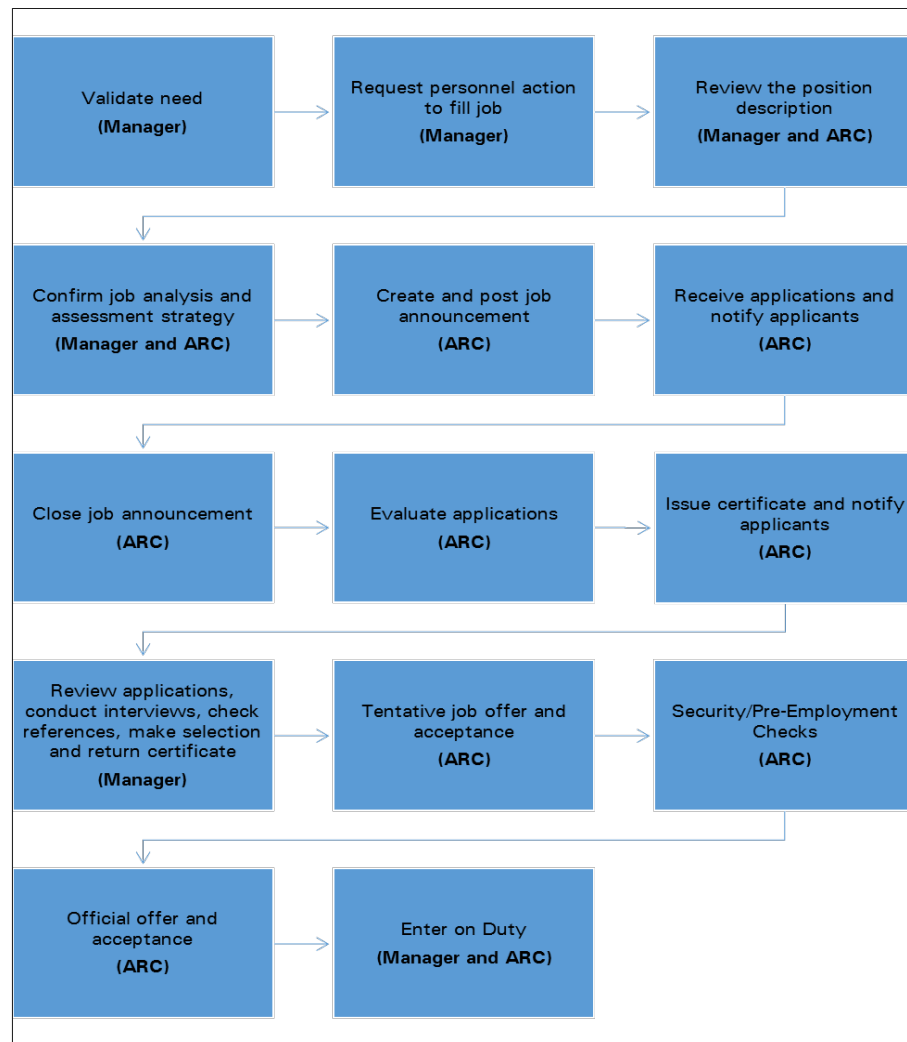 Validate need
(Manager)
Request personnel action
to fill job
(Manager)
Review the position
description
(Manager and ARC)
Confirm job analysis and
assessment strategy
(Manager and ARC)
Create and post job
announcement
(ARC)
Receive applications and
notify applicants
(ARC)
Close job announcement
(ARC)
Evaluate applications
(ARC)
Issue certificate and notify
applicants
(ARC)
Review applications,
conduct interviews, check
references, make selection
and return certificate
(Manager)
Tentative job offer and
acceptance
(ARC)
Security/Pre-Employment
Checks
(ARC)
Official offer and
acceptance
(ARC)
Enter on Duty
(Manager and ARC)